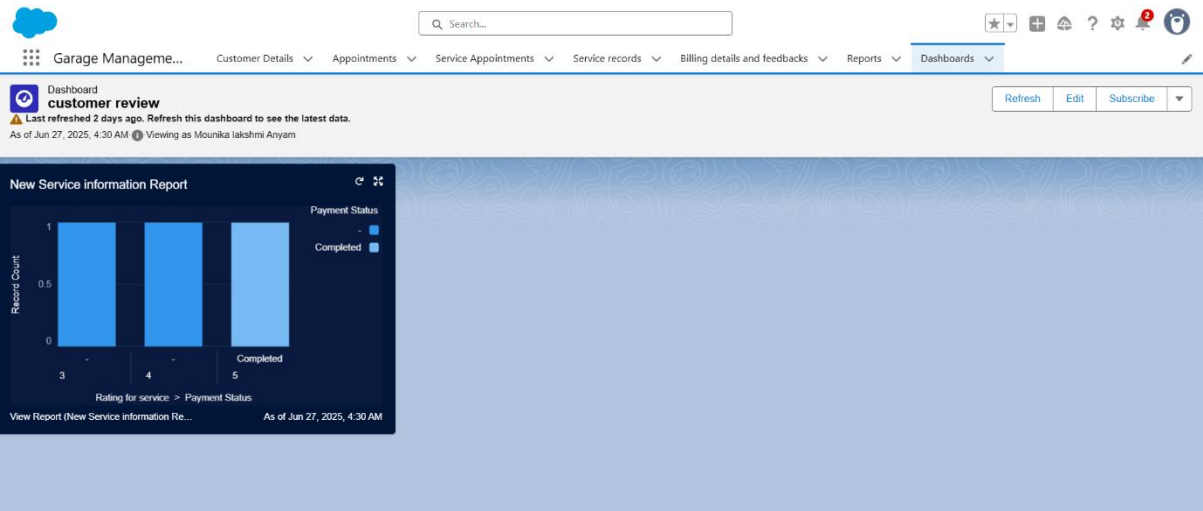 Search...
2
Garage Manageme...
Customer Details
Appointments
Service Appointments
Service records
Billing details and feedbacks
Reports
Dashboards
Dashboard
customer review
Last refreshed 2 days ago. Refresh this dashboard to see the latest data.
As of Jun 27, 2025, 4:30 AM Viewing as Mounika lakshmi Anyam
Refresh
Edit
Subscribe
New Service information Report
Payment Status
-
Completed
Record Count
1
0.5
0
- - Completed
3 4 5
Rating for service > Payment Status
View Report (New Service information Re...
As of Jun 27, 2025, 4:30 AM